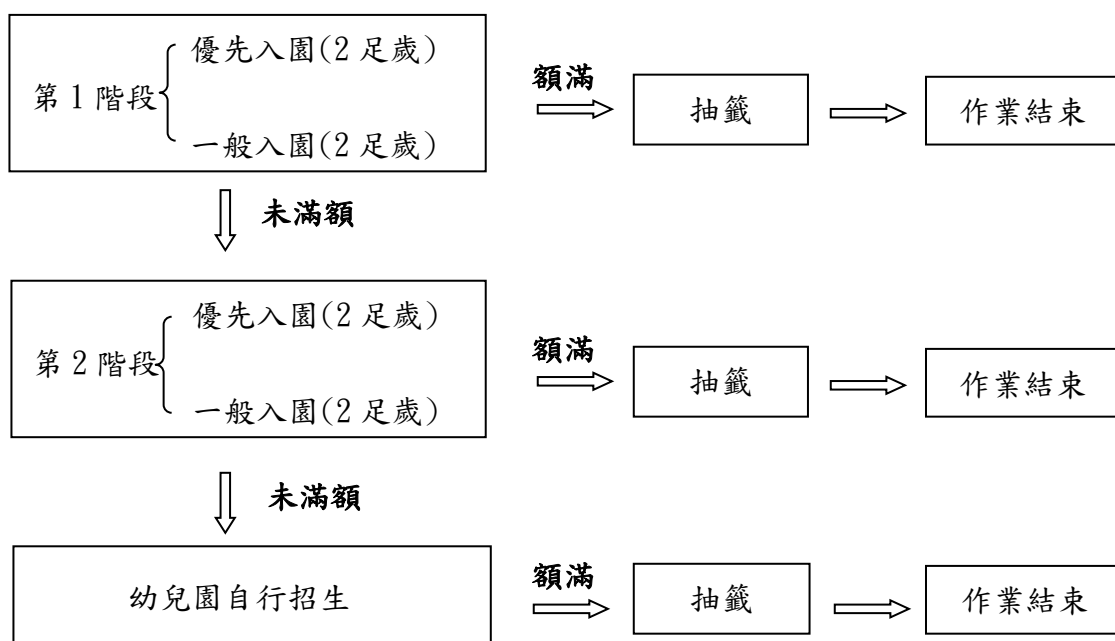 優先入園(2 足歲)
第 1 階段
一般入園(2 足歲)
額滿
抽籤
作業結束
未滿額
優先入園(2 足歲)
第 2 階段
一般入園(2 足歲)
額滿
抽籤
作業結束
未滿額
幼兒園自行招生
額滿
抽籤
作業結束